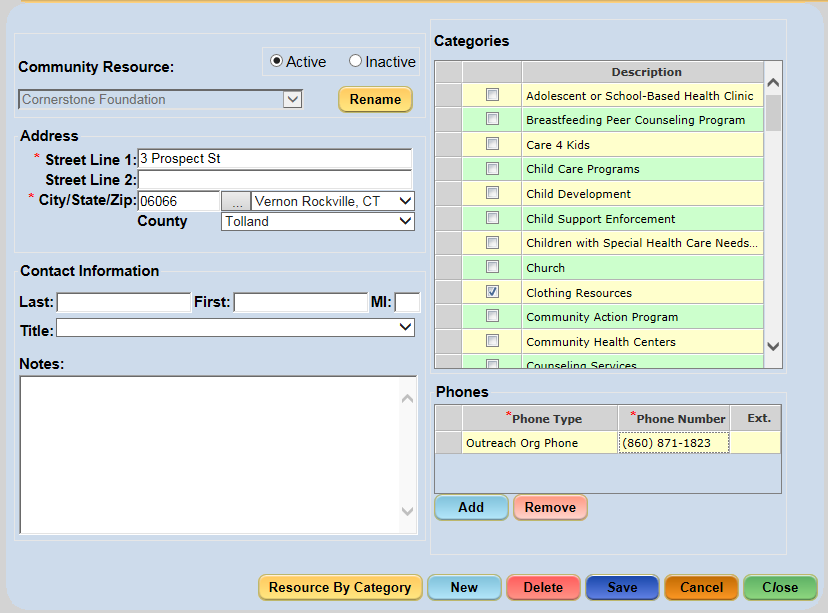 Community Resource:
Active
Inactive
Cornerstone Foundation
Rename
Address
* Street Line 1: 3 Prospect St
Street Line 2:
* City/State/Zip: 06066 ... Vernon Rockville, CT
County Tolland
Contact Information
Last: First: MI:
Title:
Notes:
Categories
Description
Adolescent or School-Based Health Clinic
Breastfeeding Peer Counseling Program
Care 4 Kids
Child Care Programs
Child Development
Child Support Enforcement
Children with Special Health Care Needs...
Church
Clothing Resources
Community Action Program
Community Health Centers
Counseling Services
Phones
*Phone Type *Phone Number Ext.
Outreach Org Phone (860) 871-1823
Add Remove
Resource By Category New Delete Save Cancel Close